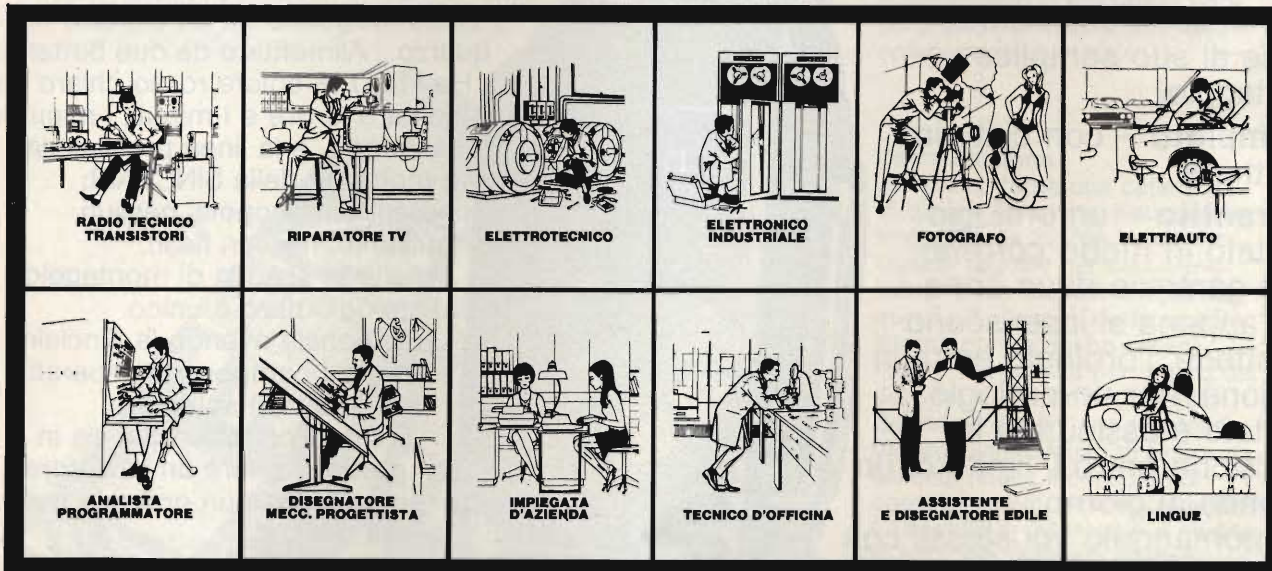 RADIO TECNICO
TRANSISTORI
RIPARATORE TV
ELETTROTECNICO
ELETTRONICO
INDUSTRIALE
FOTOGRAFO
ELETTRAUTO
ANALISTA
PROGRAMMATORE
DISEGNATORE
MECC. PROGETTISTA
IMPIEGATA
D'AZIENDA
TECNICO D'OFFICINA
ASSISTENTE
E DISEGNATORE EDILE
LINGUE